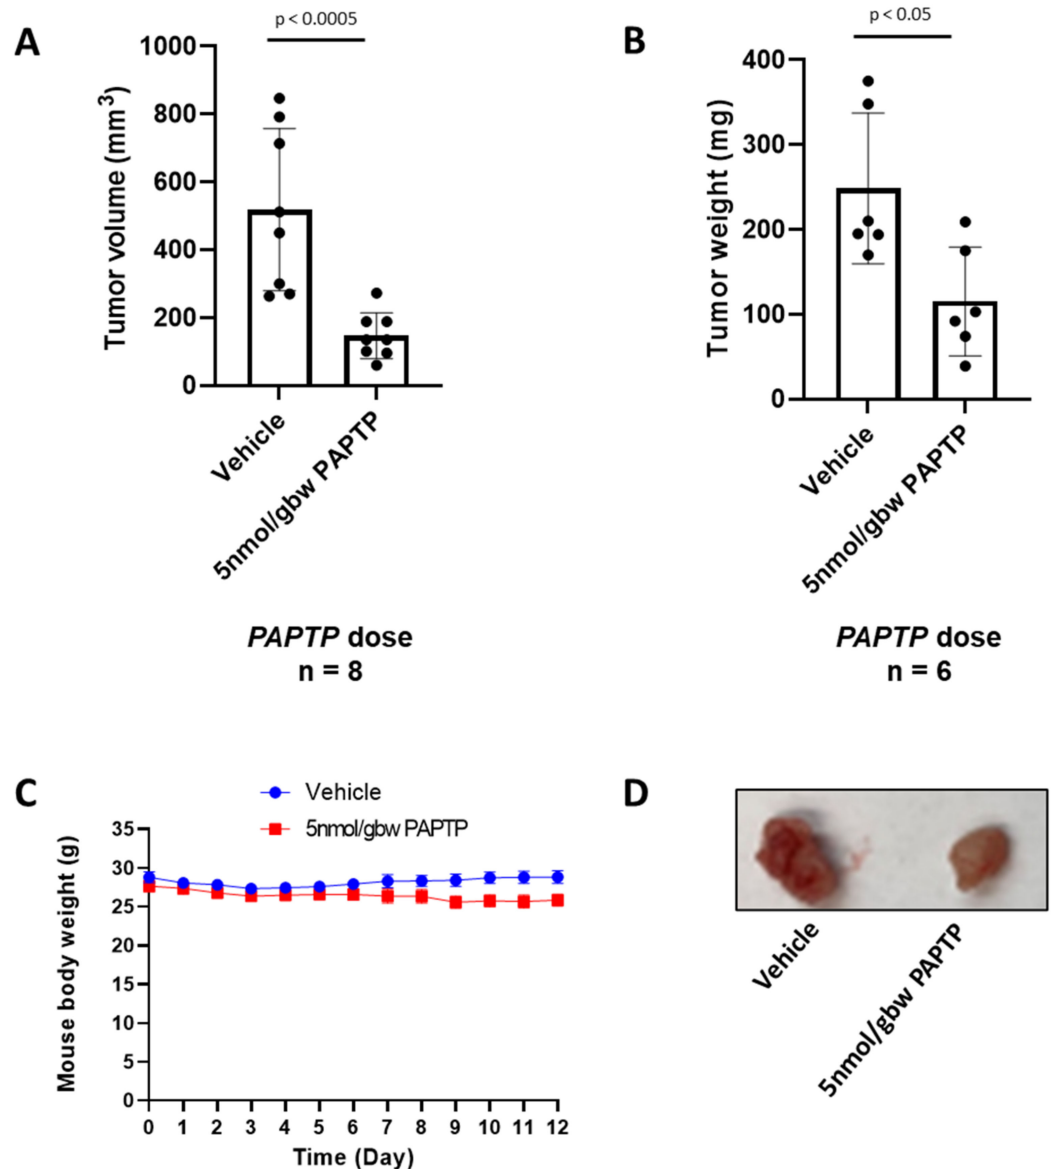 A
p < 0.0005
1000
800
600
400
200
0
Tumor volume (mm3)
Vehicle
5nmol/gbw PAPTP
PAPTP dose
n = 8
B
p < 0.05
400
300
200
100
0
Tumor weight (mg)
Vehicle
5nmol/gbw PAPTP
PAPTP dose
n = 6
C
Vehicle
5nmol/gbw PAPTP
35
30
25
20
15
10
5
0
Mouse body weight (g)
0 1 2 3 4 5 6 7 8 9 10 11 12
Time (Day)
D
Vehicle
5nmol/gbw PAPTP